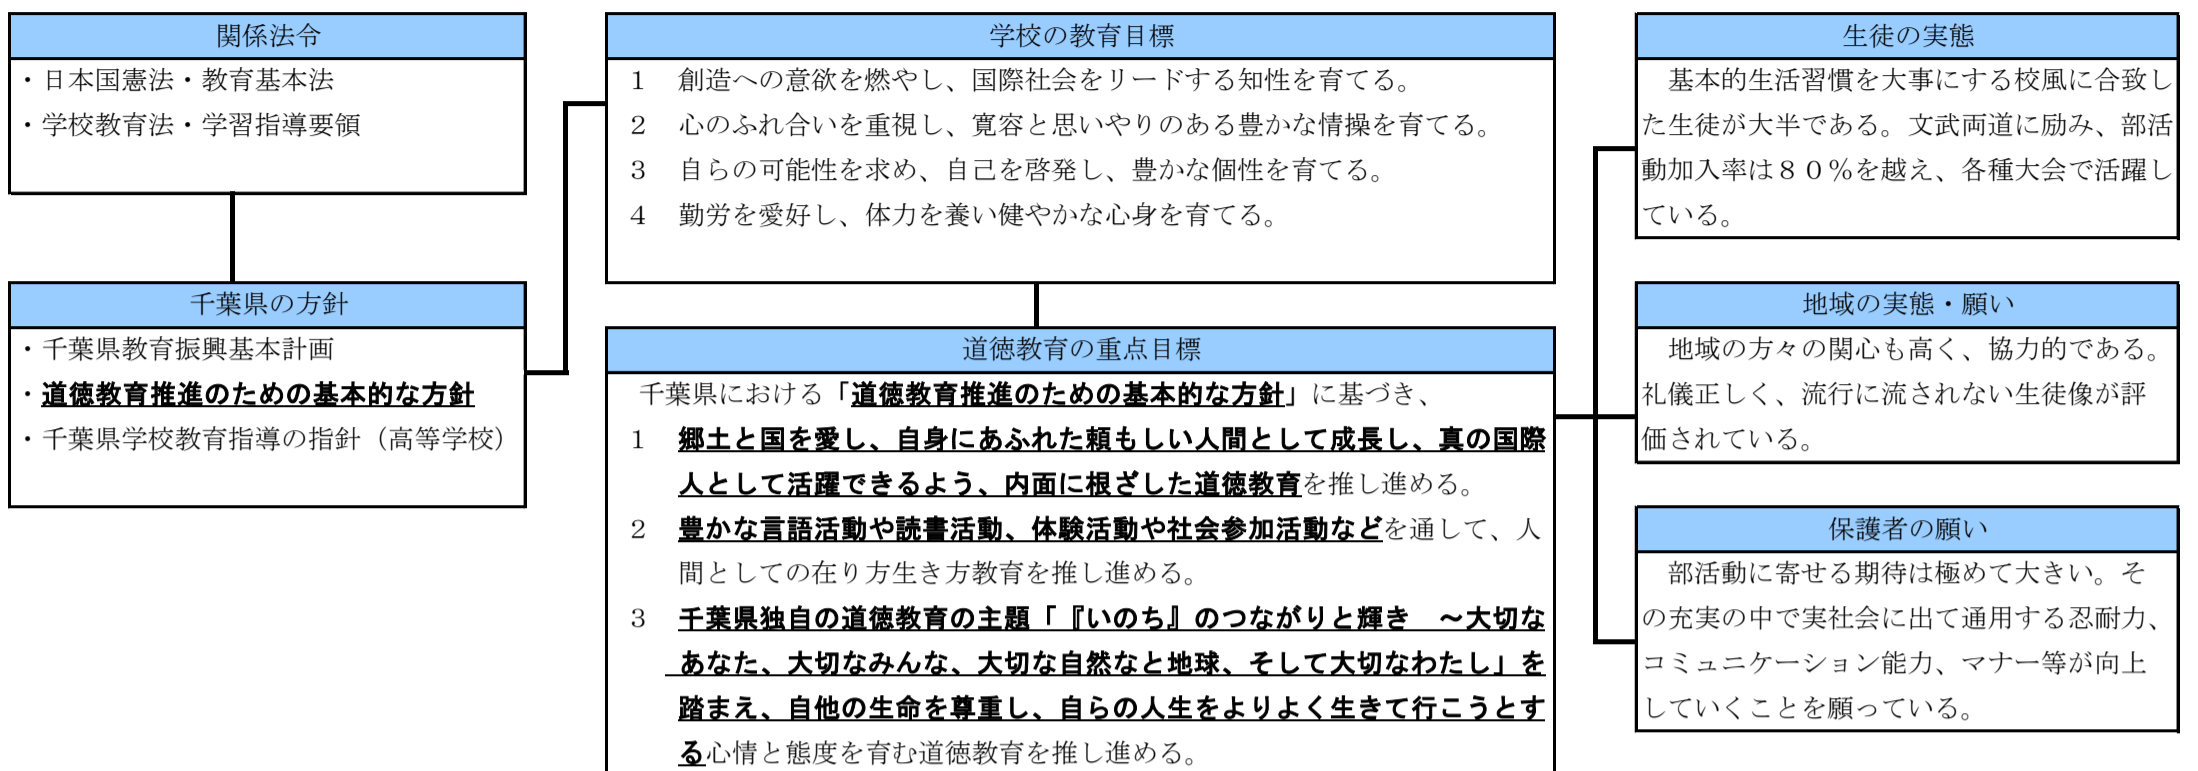 関係法令
・日本国憲法・教育基本法
・学校教育法・学習指導要領
千葉県の方針
・千葉県教育振興基本計画
・道徳教育推進のための基本的な方針
・千葉県学校教育指導の指針（高等学校）
学校の教育目標
１　創造への意欲を燃やし、国際社会をリードする知性を育てる。
２　心のふれ合いを重視し、寛容と思いやりのある豊かな情操を育てる。
３　自らの可能性を求め、自己を啓発し、豊かな個性を育てる。
４　勤労を愛好し、体力を養い健やかな心身を育てる。
道徳教育の重点目標
千葉県における「道徳教育推進のための基本的な方針」に基づき、
１　郷土と国を愛し、自身にあふれた頼もしい人間として成長し、真の国際
人として活躍できるよう、内面に根ざした道徳教育を推し進める。
２　豊かな言語活動や読書活動、体験活動や社会参加活動などを通して、人
間としての在り方生き方教育を推し進める。
３　千葉県独自の道徳教育の主題「『いのち』のつながりと輝き　～大切な
あなた、大切なみんな、大切な自然なと地球、そして大切なわたし」を
踏まえ、自他の生命を尊重し、自らの人生をよりよく生きて行こうとす
る心情と態度を育む道徳教育を推し進める。
生徒の実態
基本的生活習慣を大事にする校風に合致し
た生徒が大半である。文武両道に励み、部活
動加入率は８０％を越え、各種大会で活躍し
ている。
地域の実態・願い
地域の方々の関心も高く、協力的である。
礼儀正しく、流行に流されない生徒像が評
価されている。
保護者の願い
部活動に寄せる期待は極めて大きい。そ
の充実の中で実社会に出て通用する忍耐力、
コミュニケーション能力、マナー等が向上
していくことを願っている。